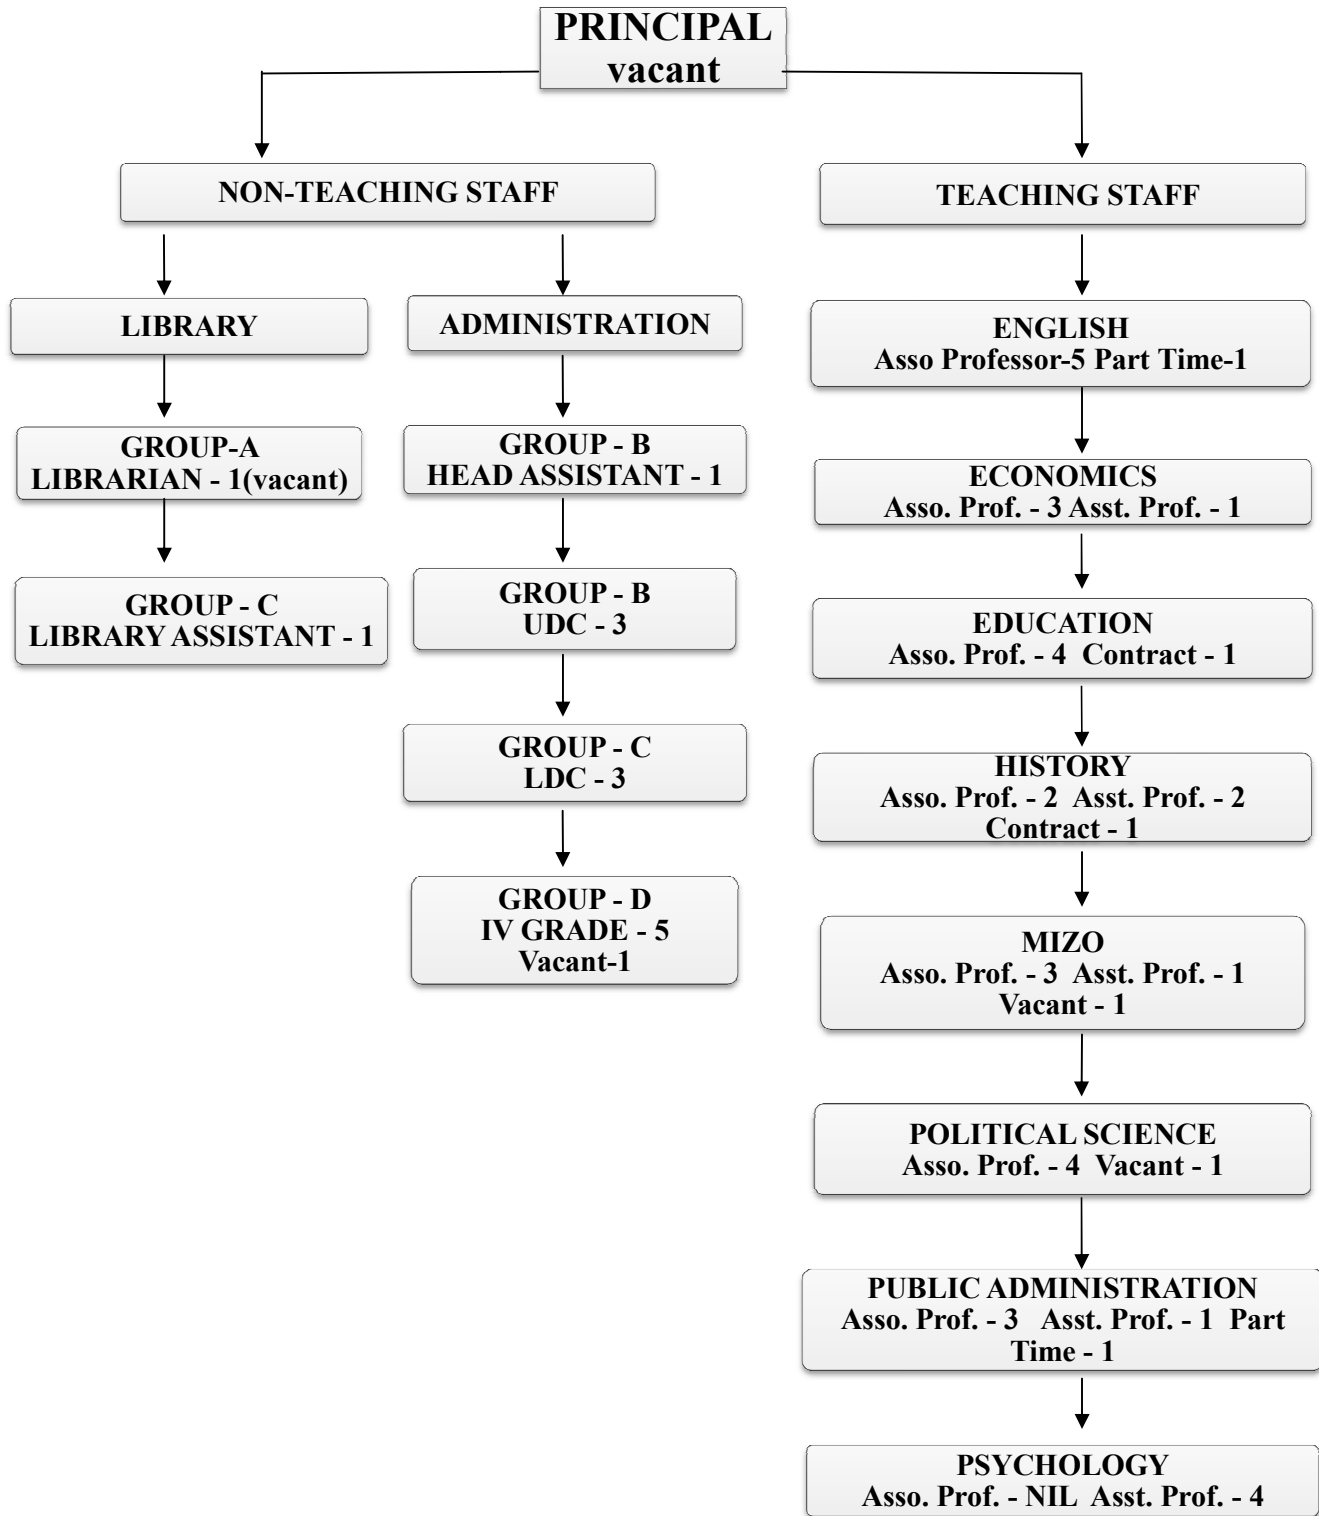 PRINCIPAL
vacant
NON-TEACHING STAFF
TEACHING STAFF
LIBRARY
ADMINISTRATION
ENGLISH
Asso Professor-5 Part Time-1
GROUP-A
LIBRARIAN - 1(vacant)
GROUP - B
HEAD ASSISTANT - 1
ECONOMICS
Asso. Prof. - 3 Asst. Prof. - 1
GROUP - C
LIBRARY ASSISTANT - 1
GROUP - B
UDC - 3
EDUCATION
Asso. Prof. - 4  Contract - 1
GROUP - C
LDC - 3
HISTORY
Asso. Prof. - 2  Asst. Prof. - 2
Contract - 1
GROUP - D
IV GRADE - 5
Vacant-1
MIZO
Asso. Prof. - 3  Asst. Prof. - 1
Vacant - 1
POLITICAL SCIENCE
Asso. Prof. - 4  Vacant - 1
PUBLIC ADMINISTRATION
Asso. Prof. - 3   Asst. Prof. - 1  Part
Time - 1
PSYCHOLOGY
Asso. Prof. - NIL  Asst. Prof. - 4